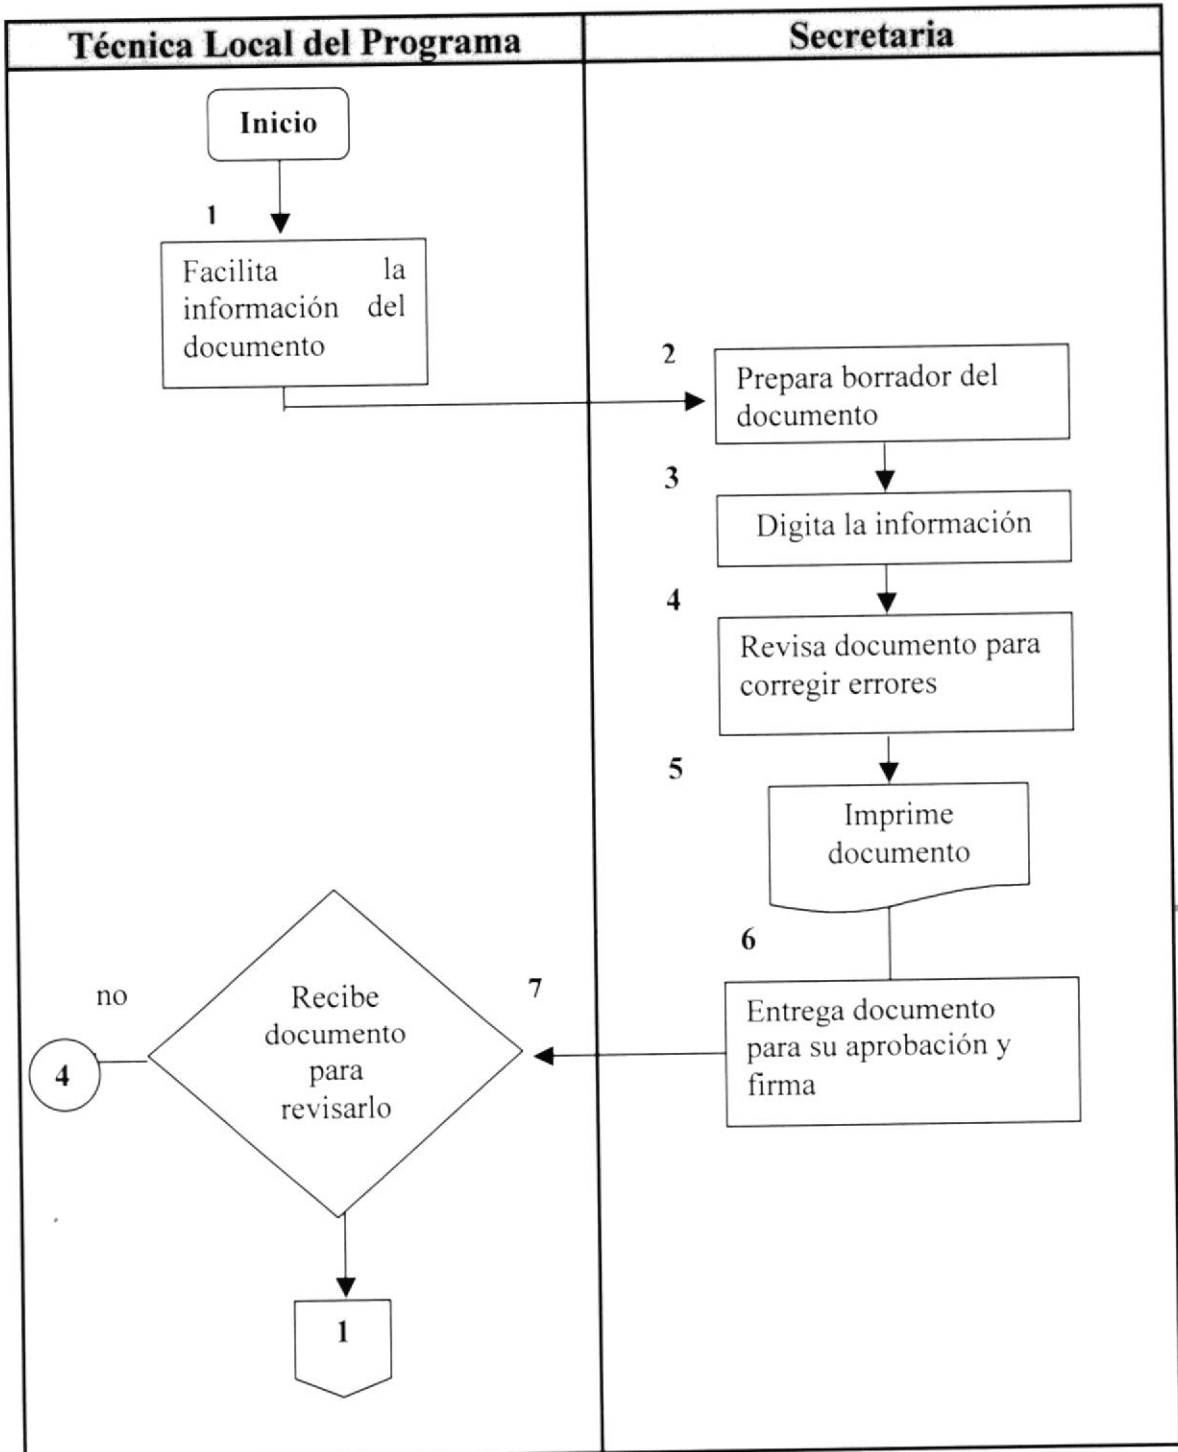 Técnica Local del Programa
Secretaria
Inicio
1
Facilita la
información del
documento
2
Prepara borrador del
documento
3
Digita la información
4
Revisa documento para
corregir errores
5
Imprime
documento
6
Entrega documento
para su aprobación y
firma
7
Recibe
documento
para
revisarlo
no
4
1